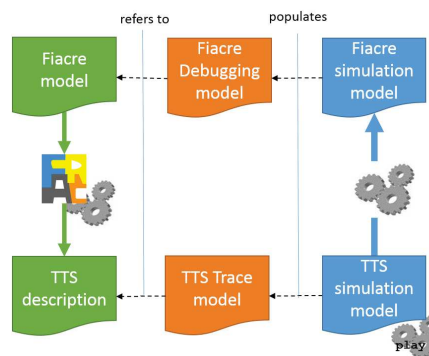 refers to
populates
Fiacre
model
Fiacre
Debugging
model
Fiacre
simulation
model
TTS
description
TTS Trace
model
TTS
simulation
model
play